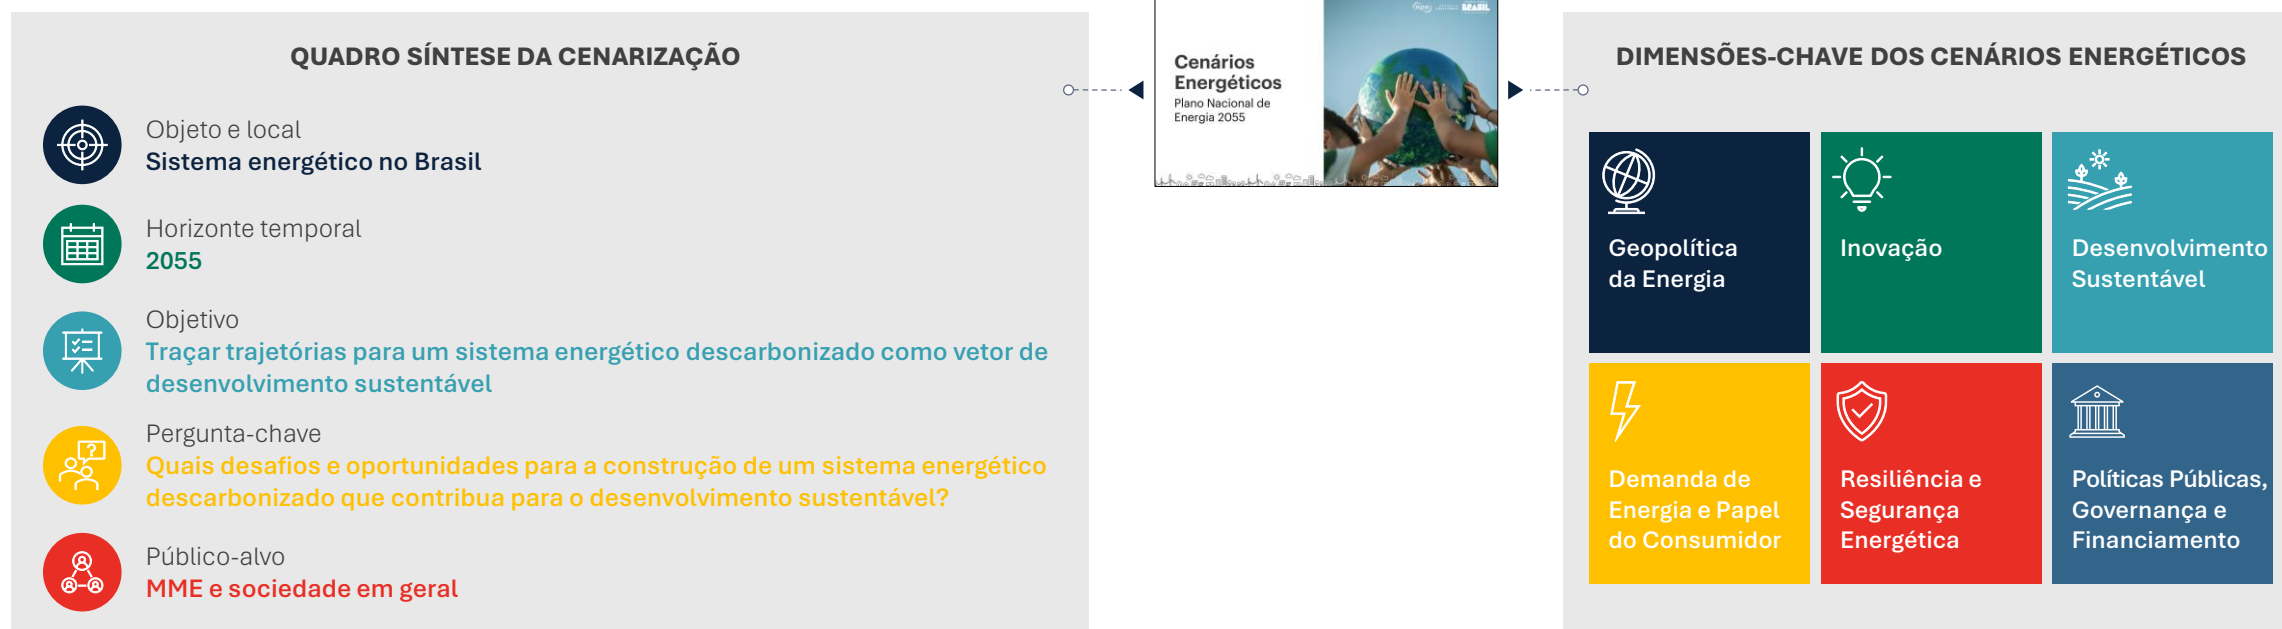 QUADRO SÍNTESE DA CENARIZAÇÃO
Objeto e local
Sistema energético no Brasil
Horizonte temporal
2055
Objetivo
Traçar trajetórias para um sistema energético descarbonizado como vetor de
desenvolvimento sustentável
Pergunta-chave
Quais desafios e oportunidades para a construção de um sistema energético
descarbonizado que contribua para o desenvolvimento sustentável?
Público-alvo
MME e sociedade em geral
Cenários
Energéticos
Plano Nacional de
Energia 2055
BRASIL
DIMENSÕES-CHAVE DOS CENÁRIOS ENERGÉTICOS
Geopolítica
da Energia
Inovação
Desenvolvimento
Sustentável
Demanda de
Energia e Papel
do Consumidor
Resiliência e
Segurança
Energética
Políticas Públicas,
Governança e
Financiamento